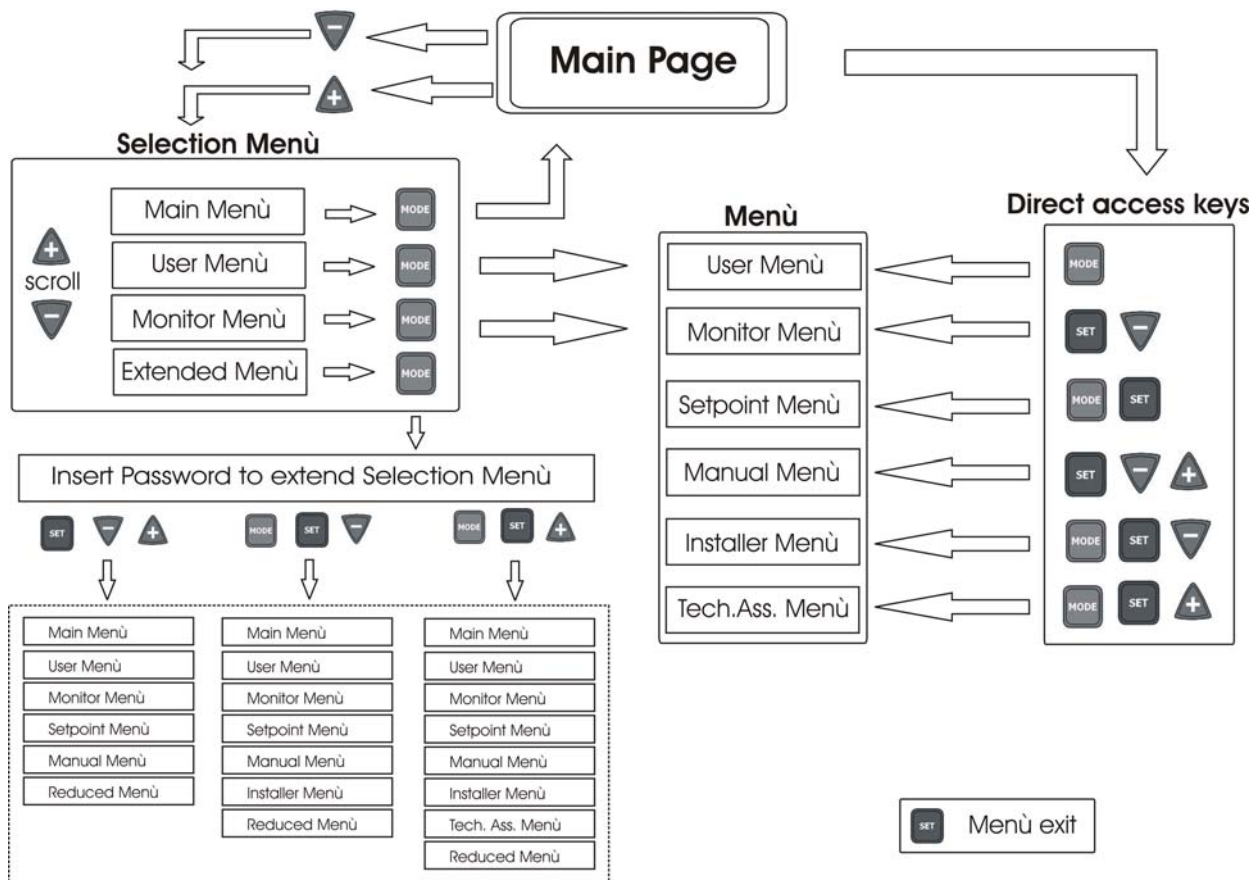 −
Main Page
+
Selection Menù
+
scroll
−
Main Menù
MODE
User Menù
MODE
Monitor Menù
MODE
Extended Menù
MODE
Insert Password to extend Selection Menù
SET − +
MODE SET −
MODE SET +
Main Menù
User Menù
Monitor Menù
Setpoint Menù
Manual Menù
Reduced Menù
Main Menù
User Menù
Monitor Menù
Setpoint Menù
Manual Menù
Installer Menù
Reduced Menù
Main Menù
User Menù
Monitor Menù
Setpoint Menù
Manual Menù
Installer Menù
Tech. Ass. Menù
Reduced Menù
Menù
User Menù
Monitor Menù
Setpoint Menù
Manual Menù
Installer Menù
Tech.Ass. Menù
Direct access keys
MODE
SET −
MODE SET
SET − +
MODE SET −
MODE SET +
SET Menù exit